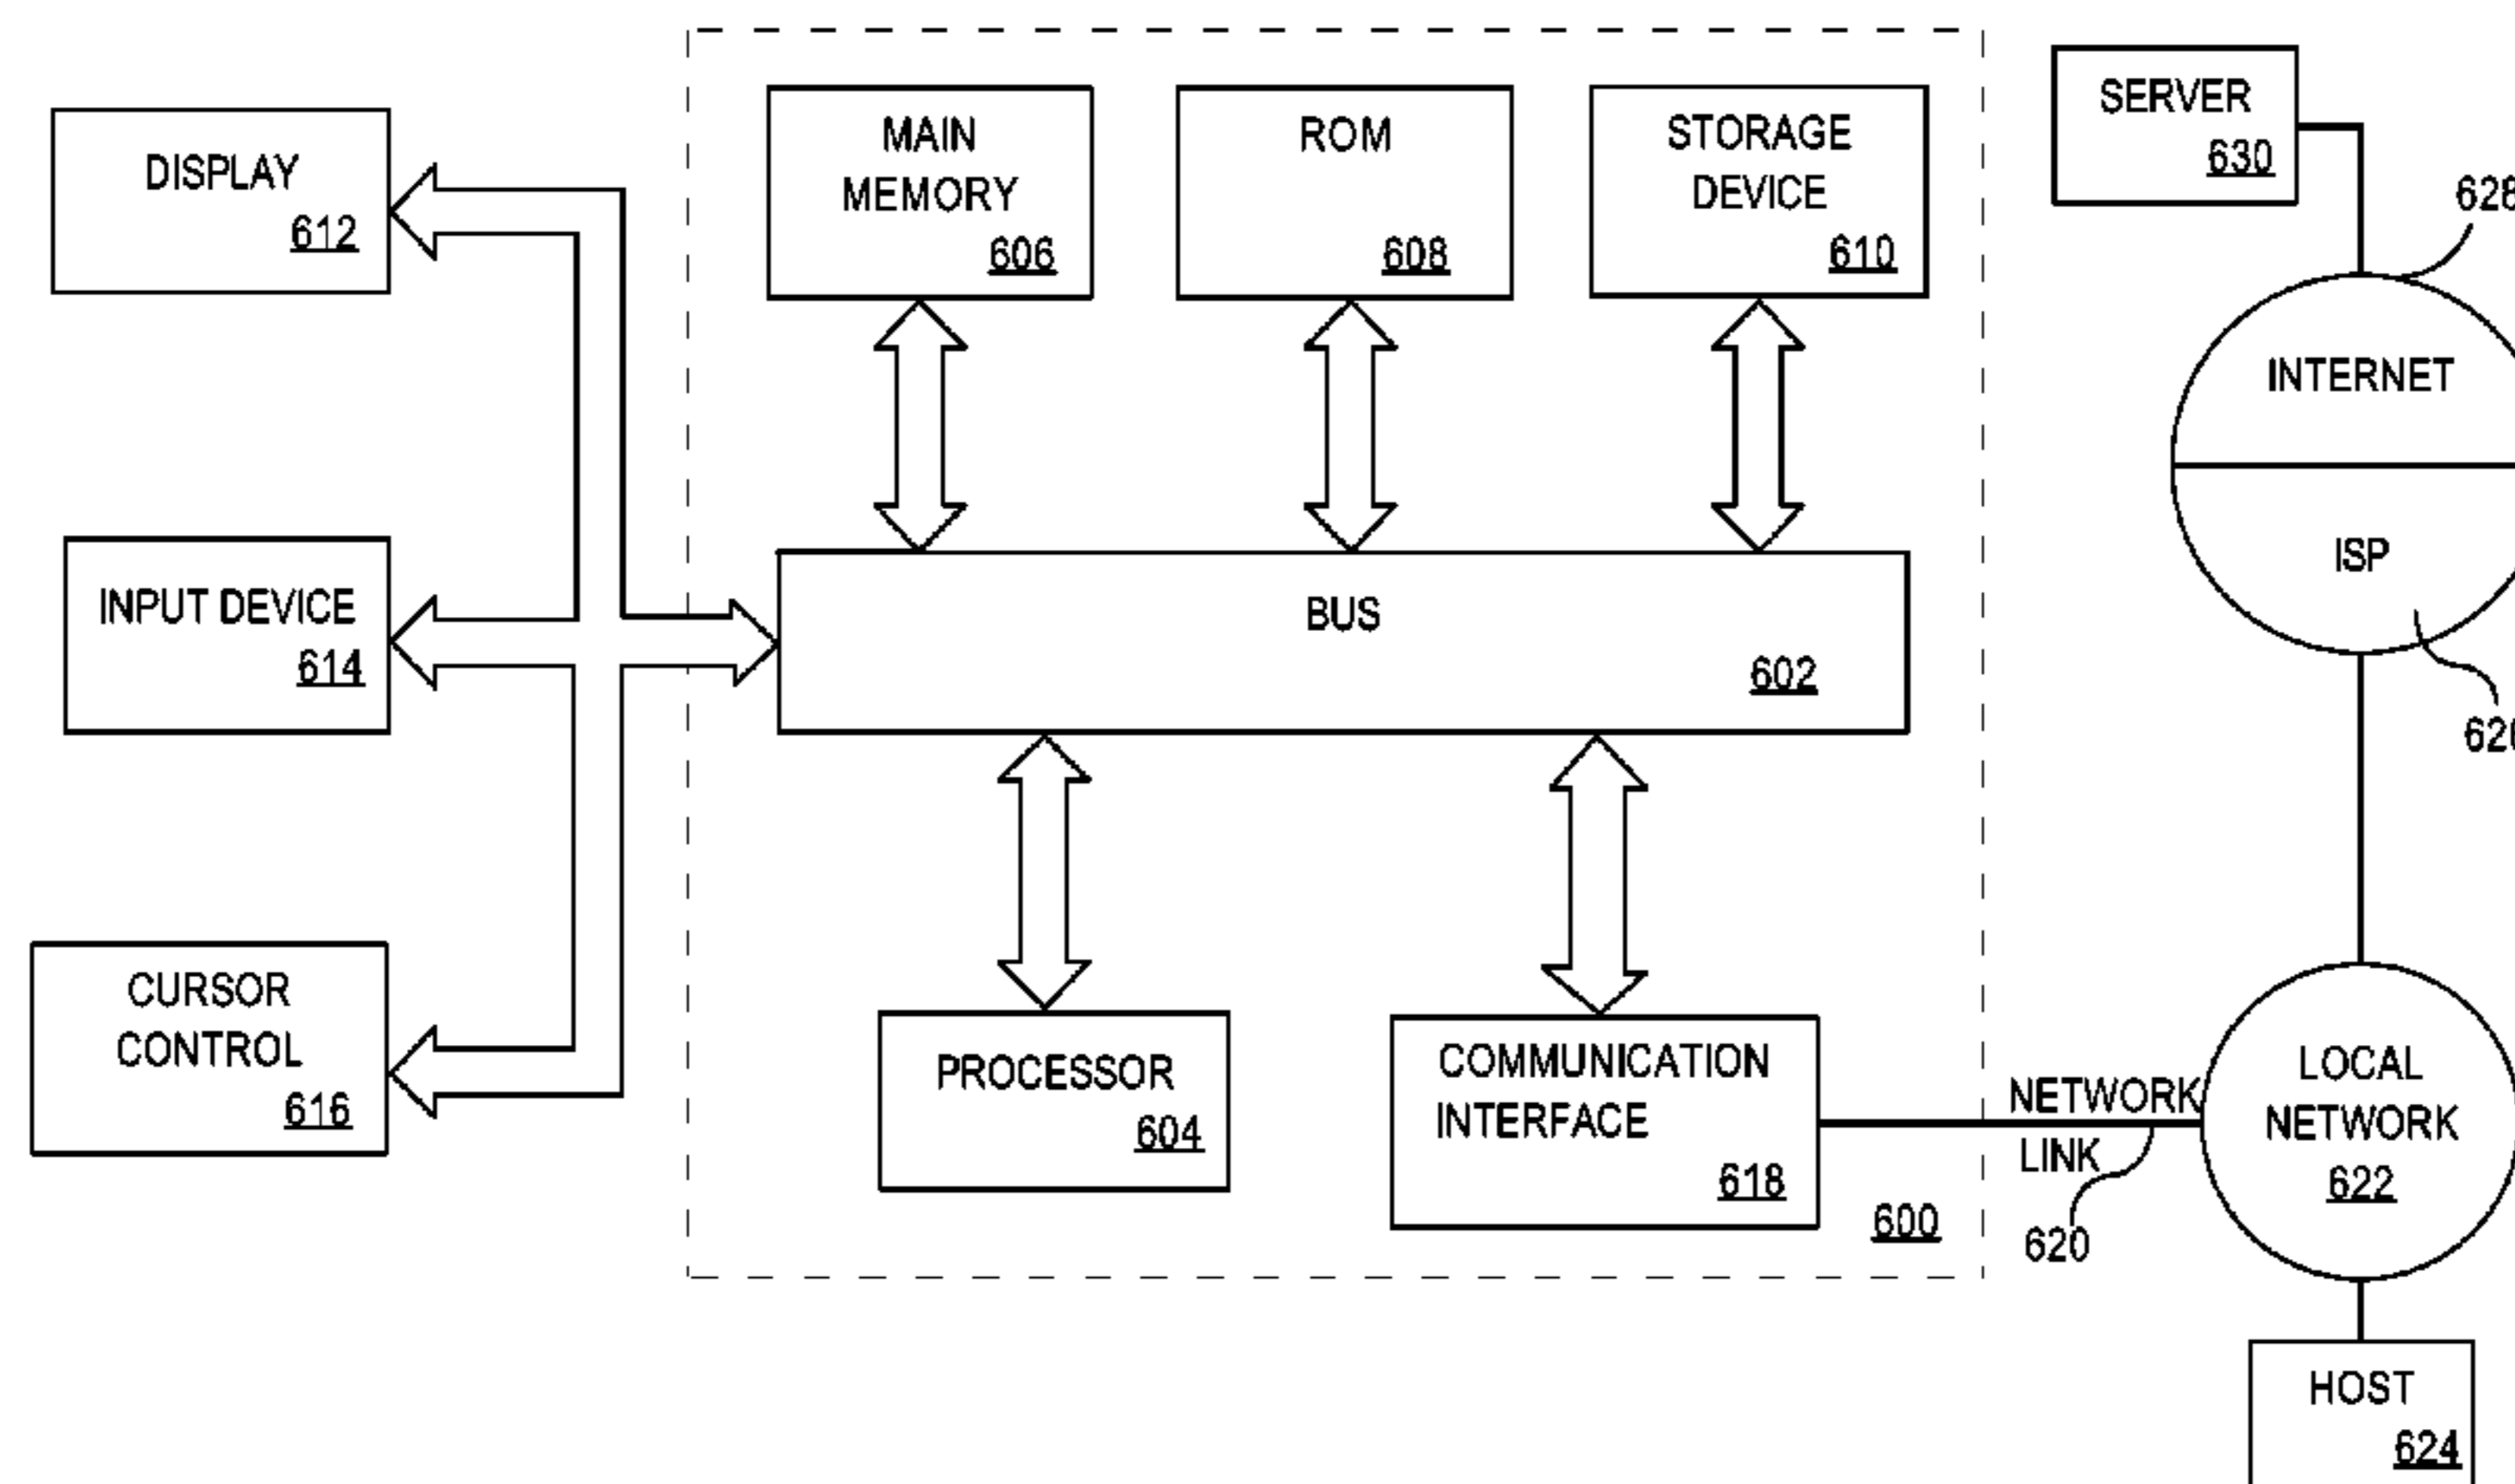 DISPLAY
612
INPUT DEVICE
614
CURSOR
CONTROL
616
MAIN
MEMORY
606
ROM
608
STORAGE
DEVICE
610
BUS
602
PROCESSOR
604
COMMUNICATION
INTERFACE
618
600
SERVER
630
628
INTERNET
ISP
NETWORK
LINK
620
LOCAL
NETWORK
622
HOST
624